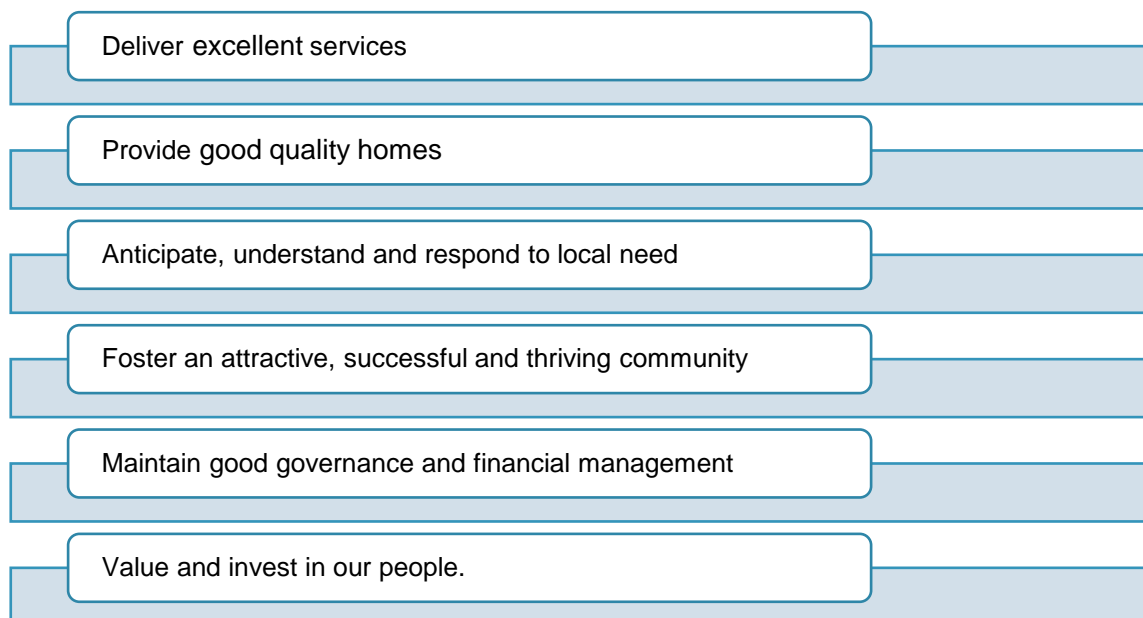 Deliver excellent services
Provide good quality homes
Anticipate, understand and respond to local need
Foster an attractive, successful and thriving community
Maintain good governance and financial management
Value and invest in our people.